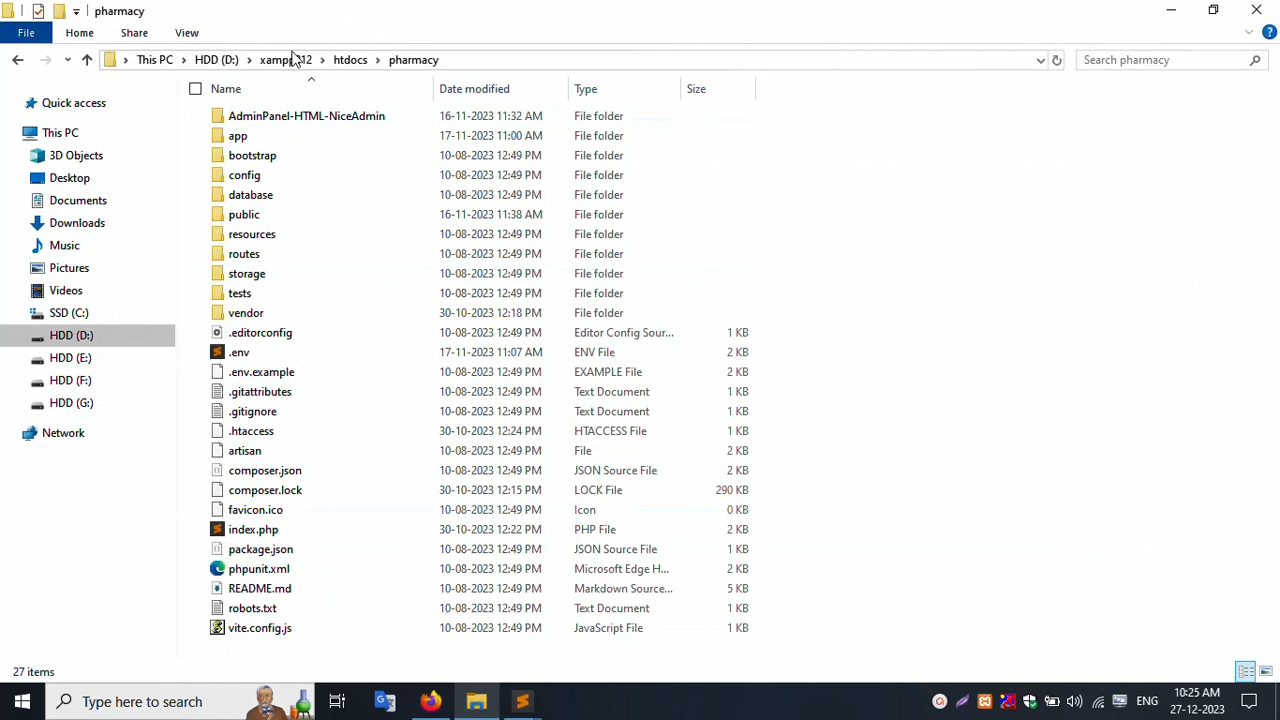 pharmacy
File Home Share View
This PC HDD (D:) htdocs pharmacy Search pharmacy
Name Date modified Type Size
Quick access
This PC
3D Objects
Desktop
Documents
Downloads
Music
Pictures
Videos
SSD (C:)
HDD (D:)
HDD (E:)
HDD (F:)
HDD (G:)
Network
AdminPanel-HTML-NiceAdmin 16-11-2023 11:32 AM File folder
app 17-11-2023 11:00 AM File folder
bootstrap 10-08-2023 12:49 PM File folder
config 10-08-2023 12:49 PM File folder
database 10-08-2023 12:49 PM File folder
public 16-11-2023 11:38 AM File folder
resources 10-08-2023 12:49 PM File folder
routes 10-08-2023 12:49 PM File folder
storage 10-08-2023 12:49 PM File folder
tests 10-08-2023 12:49 PM File folder
vendor 30-10-2023 12:18 PM File folder
.editorconfig 10-08-2023 12:49 PM Editor Config Sour... 1 KB
.env 17-11-2023 11:07 AM ENV File 2 KB
.env.example 10-08-2023 12:49 PM EXAMPLE File 2 KB
.gitattributes 10-08-2023 12:49 PM Text Document 1 KB
.gitignore 10-08-2023 12:49 PM Text Document 1 KB
.htaccess 30-10-2023 12:24 PM HTACCESS File 1 KB
artisan 10-08-2023 12:49 PM File 2 KB
composer.json 10-08-2023 12:49 PM JSON Source File 2 KB
composer.lock 30-10-2023 12:15 PM LOCK File 290 KB
favicon.ico 10-08-2023 12:49 PM Icon 0 KB
index.php 30-10-2023 12:22 PM PHP File 1 KB
package.json 10-08-2023 12:49 PM JSON Source File 1 KB
phpunit.xml 10-08-2023 12:49 PM Microsoft Edge H... 2 KB
README.md 10-08-2023 12:49 PM Markdown Source... 5 KB
robots.txt 10-08-2023 12:49 PM Text Document 1 KB
vite.config.js 10-08-2023 12:49 PM JavaScript File 1 KB
27 items
Type here to search
ENG
10:25 AM
27-12-2023